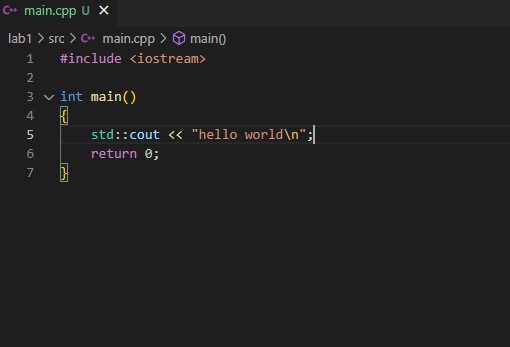 C++ main.cpp U ×
lab1 > src > C++ main.cpp > main()
1 #include <iostream>
2
3 int main()
4 {
5     std::cout << "hello world\n";
6     return 0;
7 }